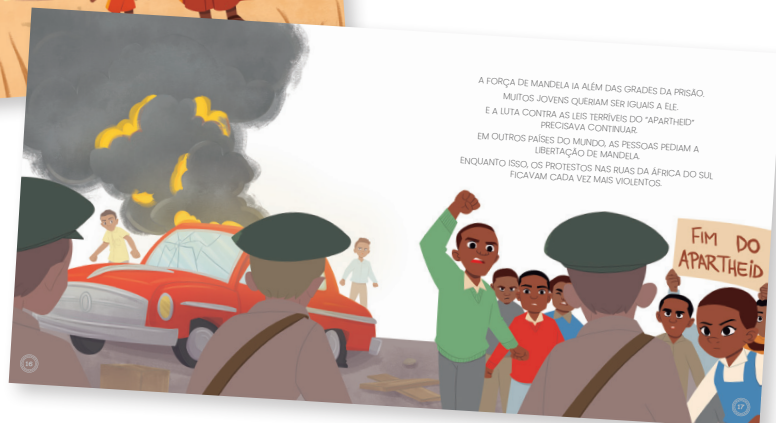 A FORÇA DE MANDELA IA ALÉM DAS GRADES DA PRISÃO.
MUITOS JOVENS QUERIAM SER IGUAIS A ELE.
E A LUTA CONTRA AS LEIS TERRÍVEIS DO "APARTHEID"
PRECISAVA CONTINUAR.
EM OUTROS PAÍSES DO MUNDO, AS PESSOAS PEDIAM A
LIBERTAÇÃO DE MANDELA.
ENQUANTO ISSO, OS PROTESTOS NAS RUAS DA ÁFRICA DO SUL
FICAVAM CADA VEZ MAIS VIOLENTOS.
FIM DO
APARTHEID
16
17